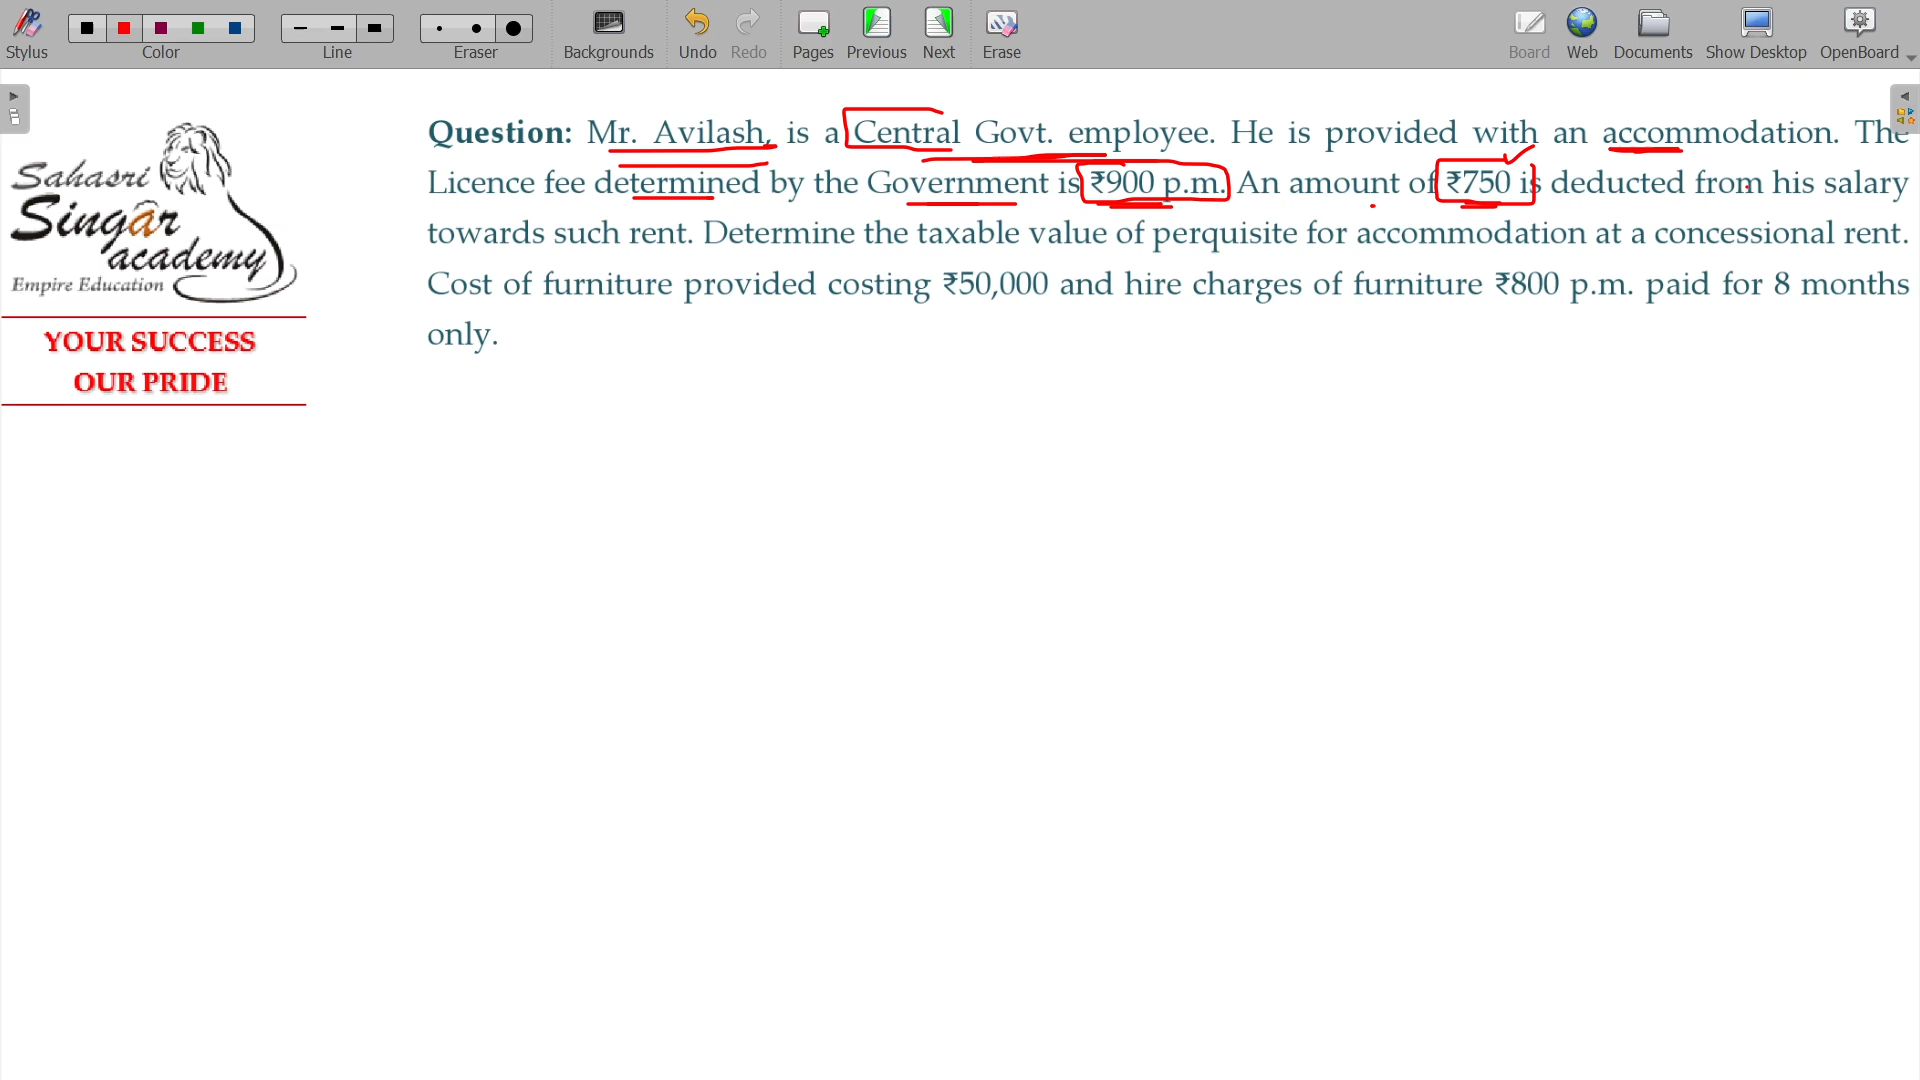 Stylus Color Line Eraser Backgrounds Undo Redo Pages Previous Next Erase Board Web Documents Show Desktop OpenBoard
Sahasri
Singār
academy
Empire Education
YOUR SUCCESS
OUR PRIDE
Question: Mr. Avilash, is a Central Govt. employee. He is provided with an accommodation. The
Licence fee determined by the Government is ₹900 p.m. An amount of ₹750 is deducted from his salary
towards such rent. Determine the taxable value of perquisite for accommodation at a concessional rent.
Cost of furniture provided costing ₹50,000 and hire charges of furniture ₹800 p.m. paid for 8 months
only.